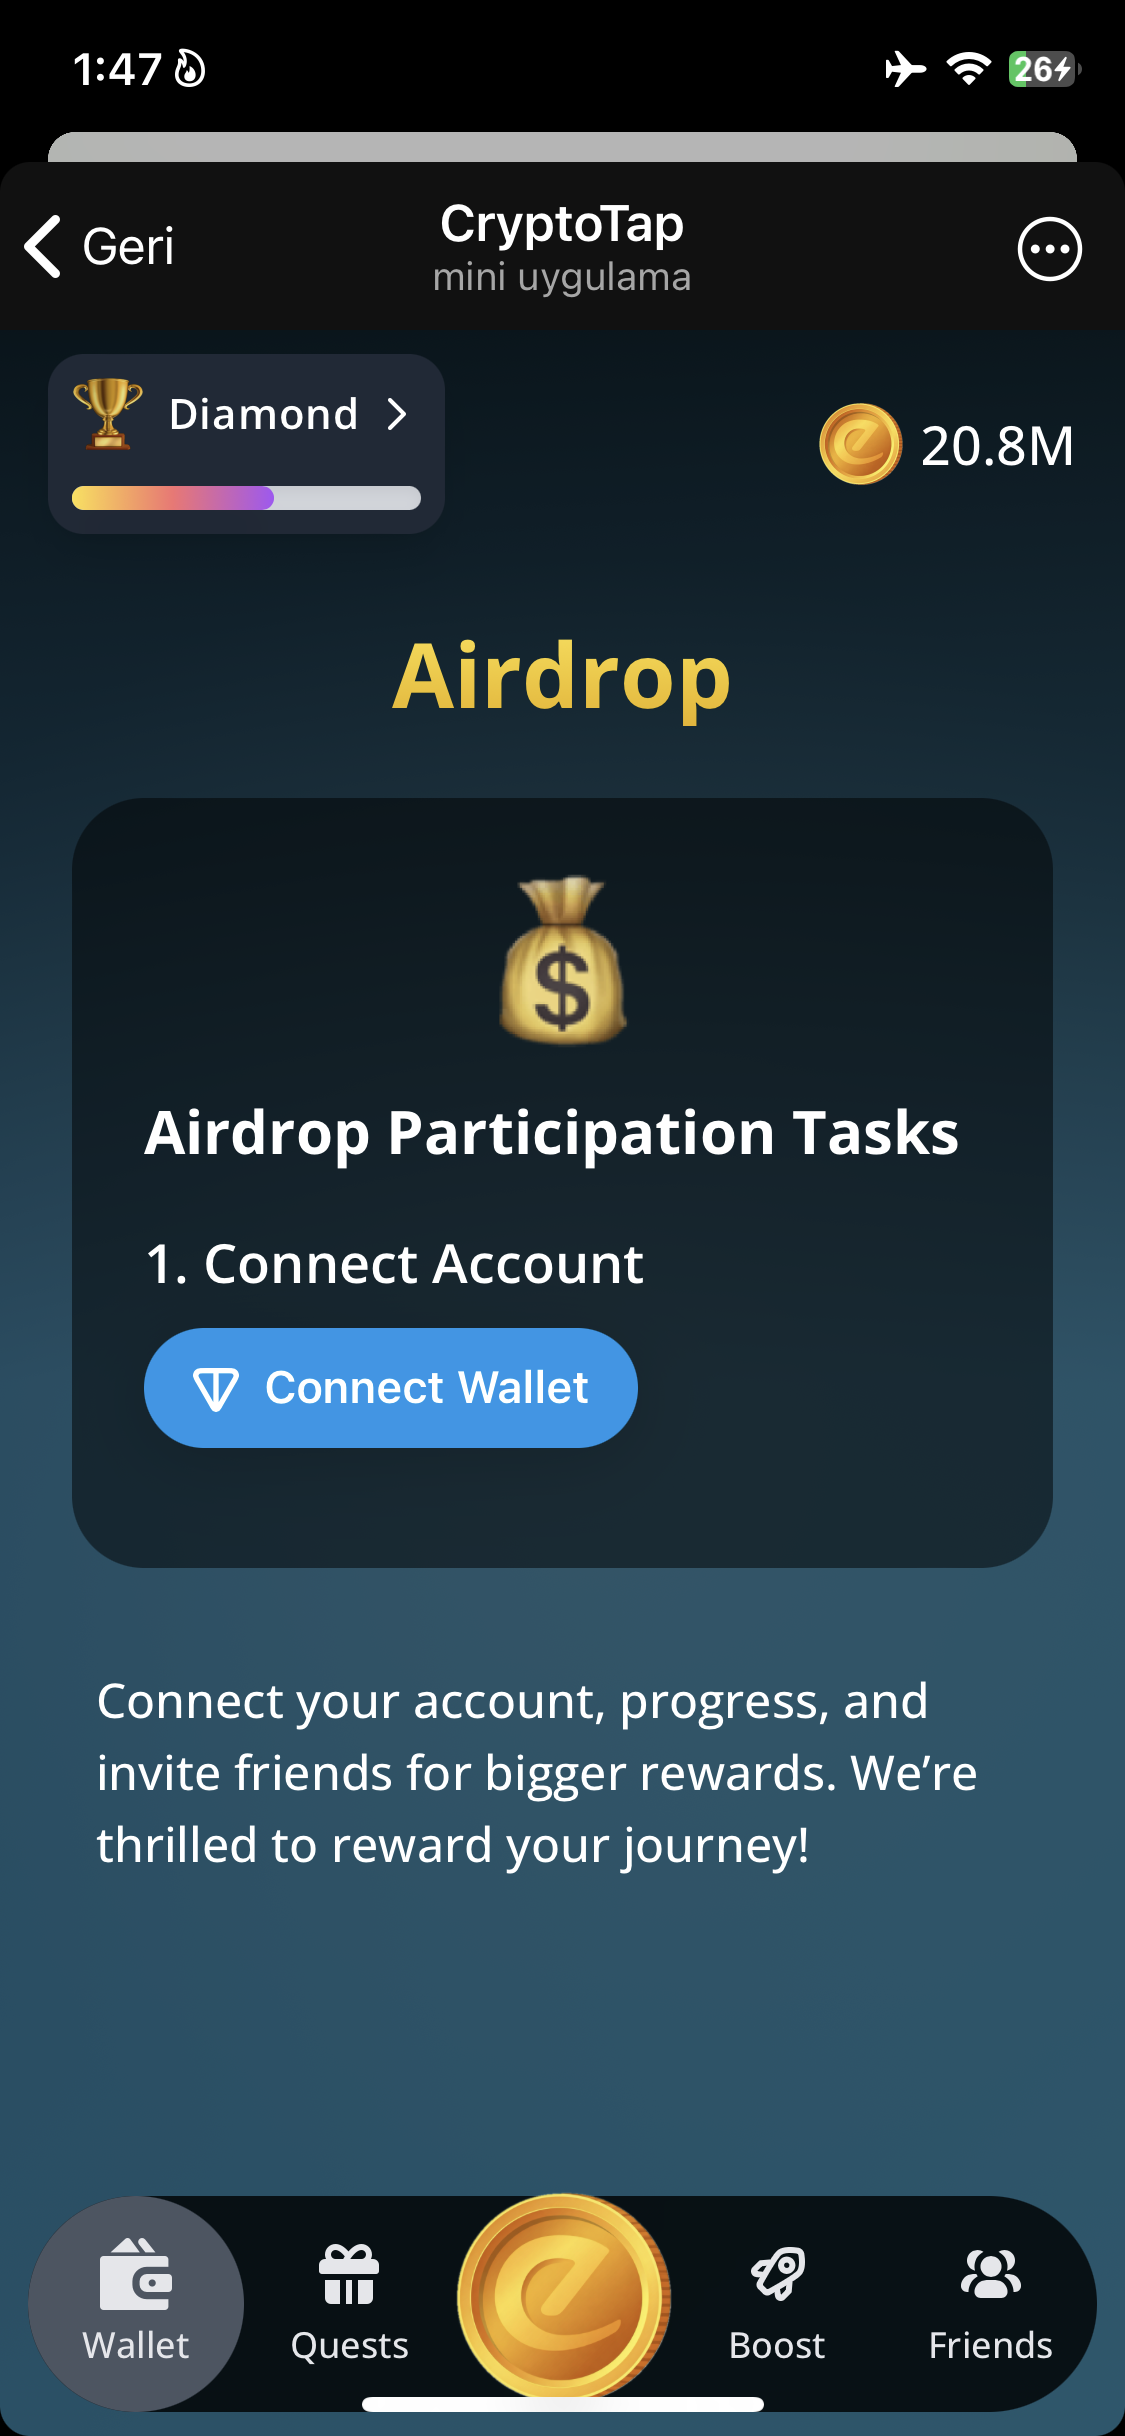 1:47
26
Geri
CryptoTap
mini uygulama
Diamond
20.8M
Airdrop
$
Airdrop Participation Tasks
1. Connect Account
Connect Wallet
Connect your account, progress, and
invite friends for bigger rewards. We’re
thrilled to reward your journey!
Wallet
Quests
Boost
Friends